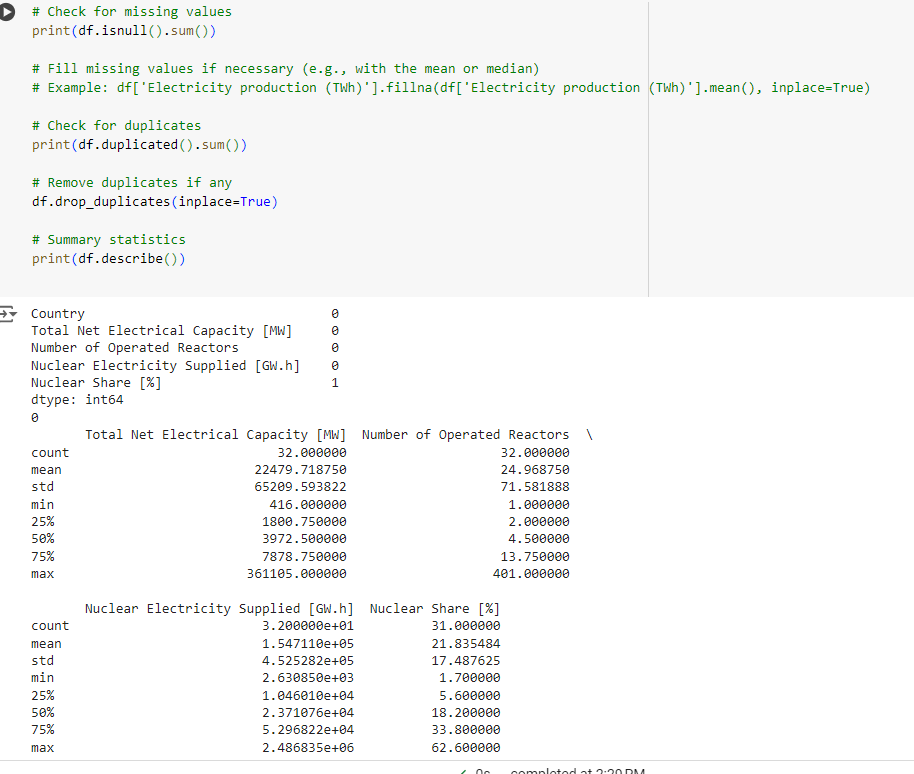 # Check for missing values
print(df.isnull().sum())
# Fill missing values if necessary (e.g., with the mean or median)
# Example: df['Electricity production (TWh)'].fillna(df['Electricity production (TWh)'].mean(), inplace=True)
# Check for duplicates
print(df.duplicated().sum())
# Remove duplicates if any
df.drop_duplicates(inplace=True)
# Summary statistics
print(df.describe())
Country 0
Total Net Electrical Capacity [MW] 0
Number of Operated Reactors 0
Nuclear Electricity Supplied [GW.h] 0
Nuclear Share [%] 1
dtype: int64
0
Total Net Electrical Capacity [MW] Number of Operated Reactors \
count 32.000000 32.000000
mean 22479.718750 24.968750
std 65209.593822 71.581888
min 416.000000 1.000000
25% 1800.750000 2.000000
50% 3972.500000 4.500000
75% 7878.750000 13.750000
max 361105.000000 401.000000
Nuclear Electricity Supplied [GW.h] Nuclear Share [%]
count 3.200000e+01 31.000000
mean 1.547110e+05 21.835484
std 4.525282e+05 17.487625
min 2.630850e+03 1.700000
25% 1.046010e+04 5.600000
50% 2.371076e+04 18.200000
75% 5.296822e+04 33.800000
max 2.486835e+06 62.600000
0s completed at 2:20 PM